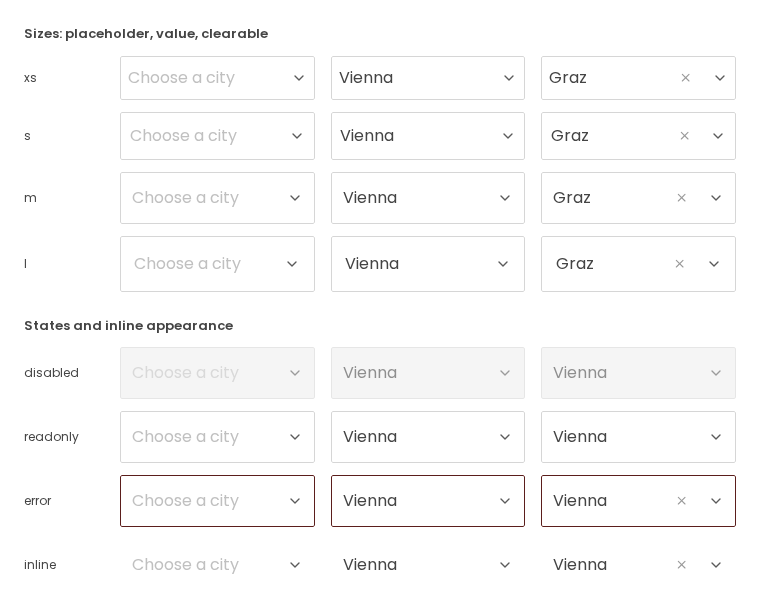 Sizes: placeholder, value, clearable
xs Choose a city Vienna Graz
s Choose a city Vienna Graz
m Choose a city Vienna Graz
l Choose a city Vienna Graz
States and inline appearance
disabled Choose a city Vienna Vienna
readonly Choose a city Vienna Vienna
error Choose a city Vienna Vienna
inline Choose a city Vienna Vienna